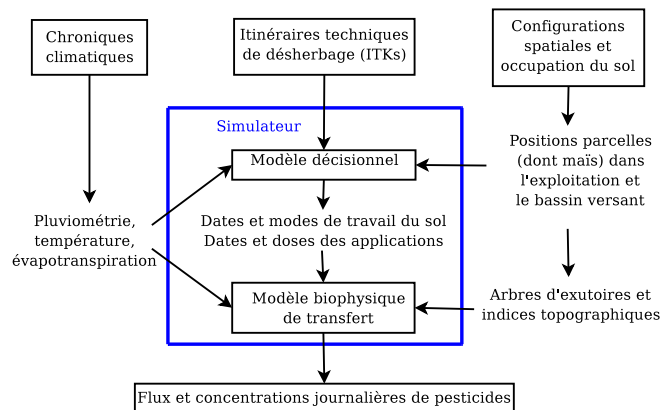 Chroniques
climatiques
Itinéraires techniques
de désherbage (ITKs)
Configurations
spatiales et
occupation du sol
Simulateur
Modèle décisionnel
Positions parcelles
(dont maïs) dans
l'exploitation et
le bassin versant
Pluviométrie,
température,
évapotranspiration
Dates et modes de travail du sol
Dates et doses des applications
Modèle biophysique
de transfert
Arbres d'exutoires et
indices topographiques
Flux et concentrations journalières de pesticides